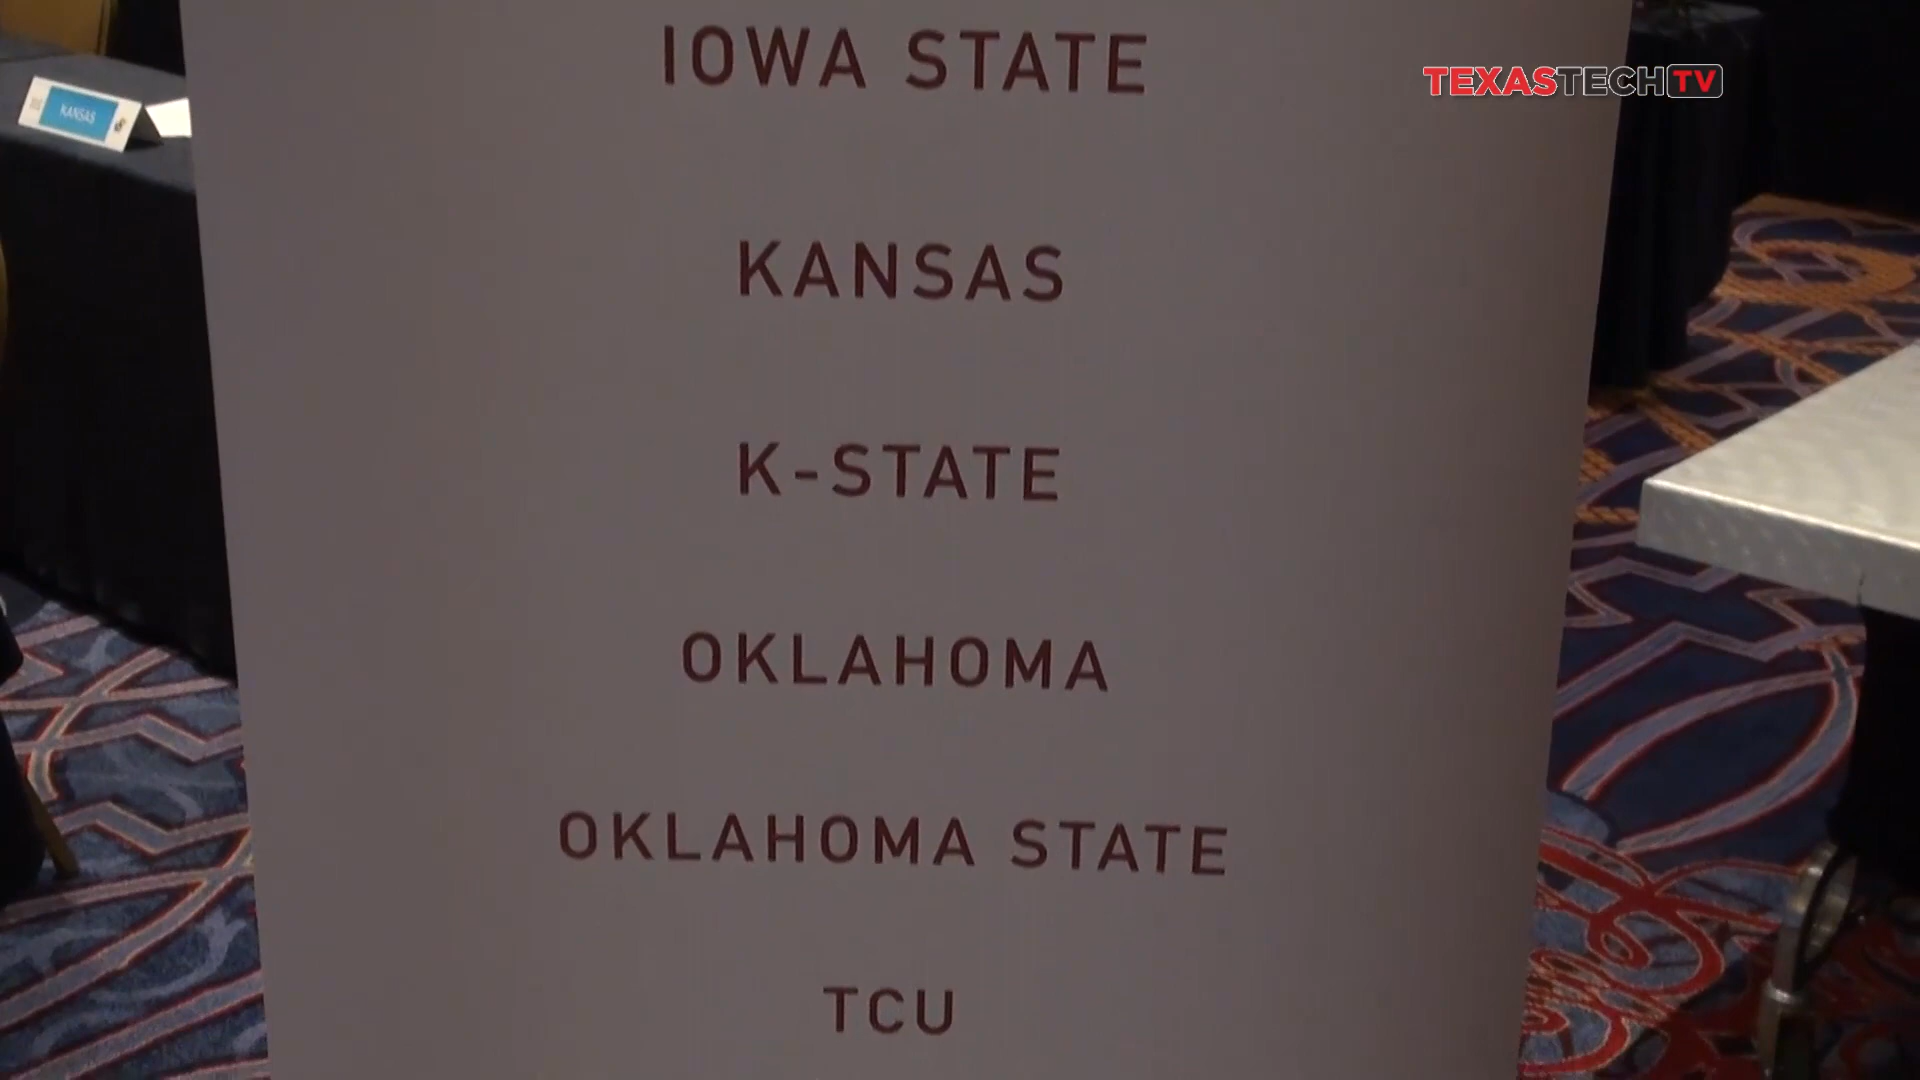 IOWA STATE
TEXASTECHTV
KANSAS
KANSAS
K-STATE
OKLAHOMA
OKLAHOMA STATE
TCU